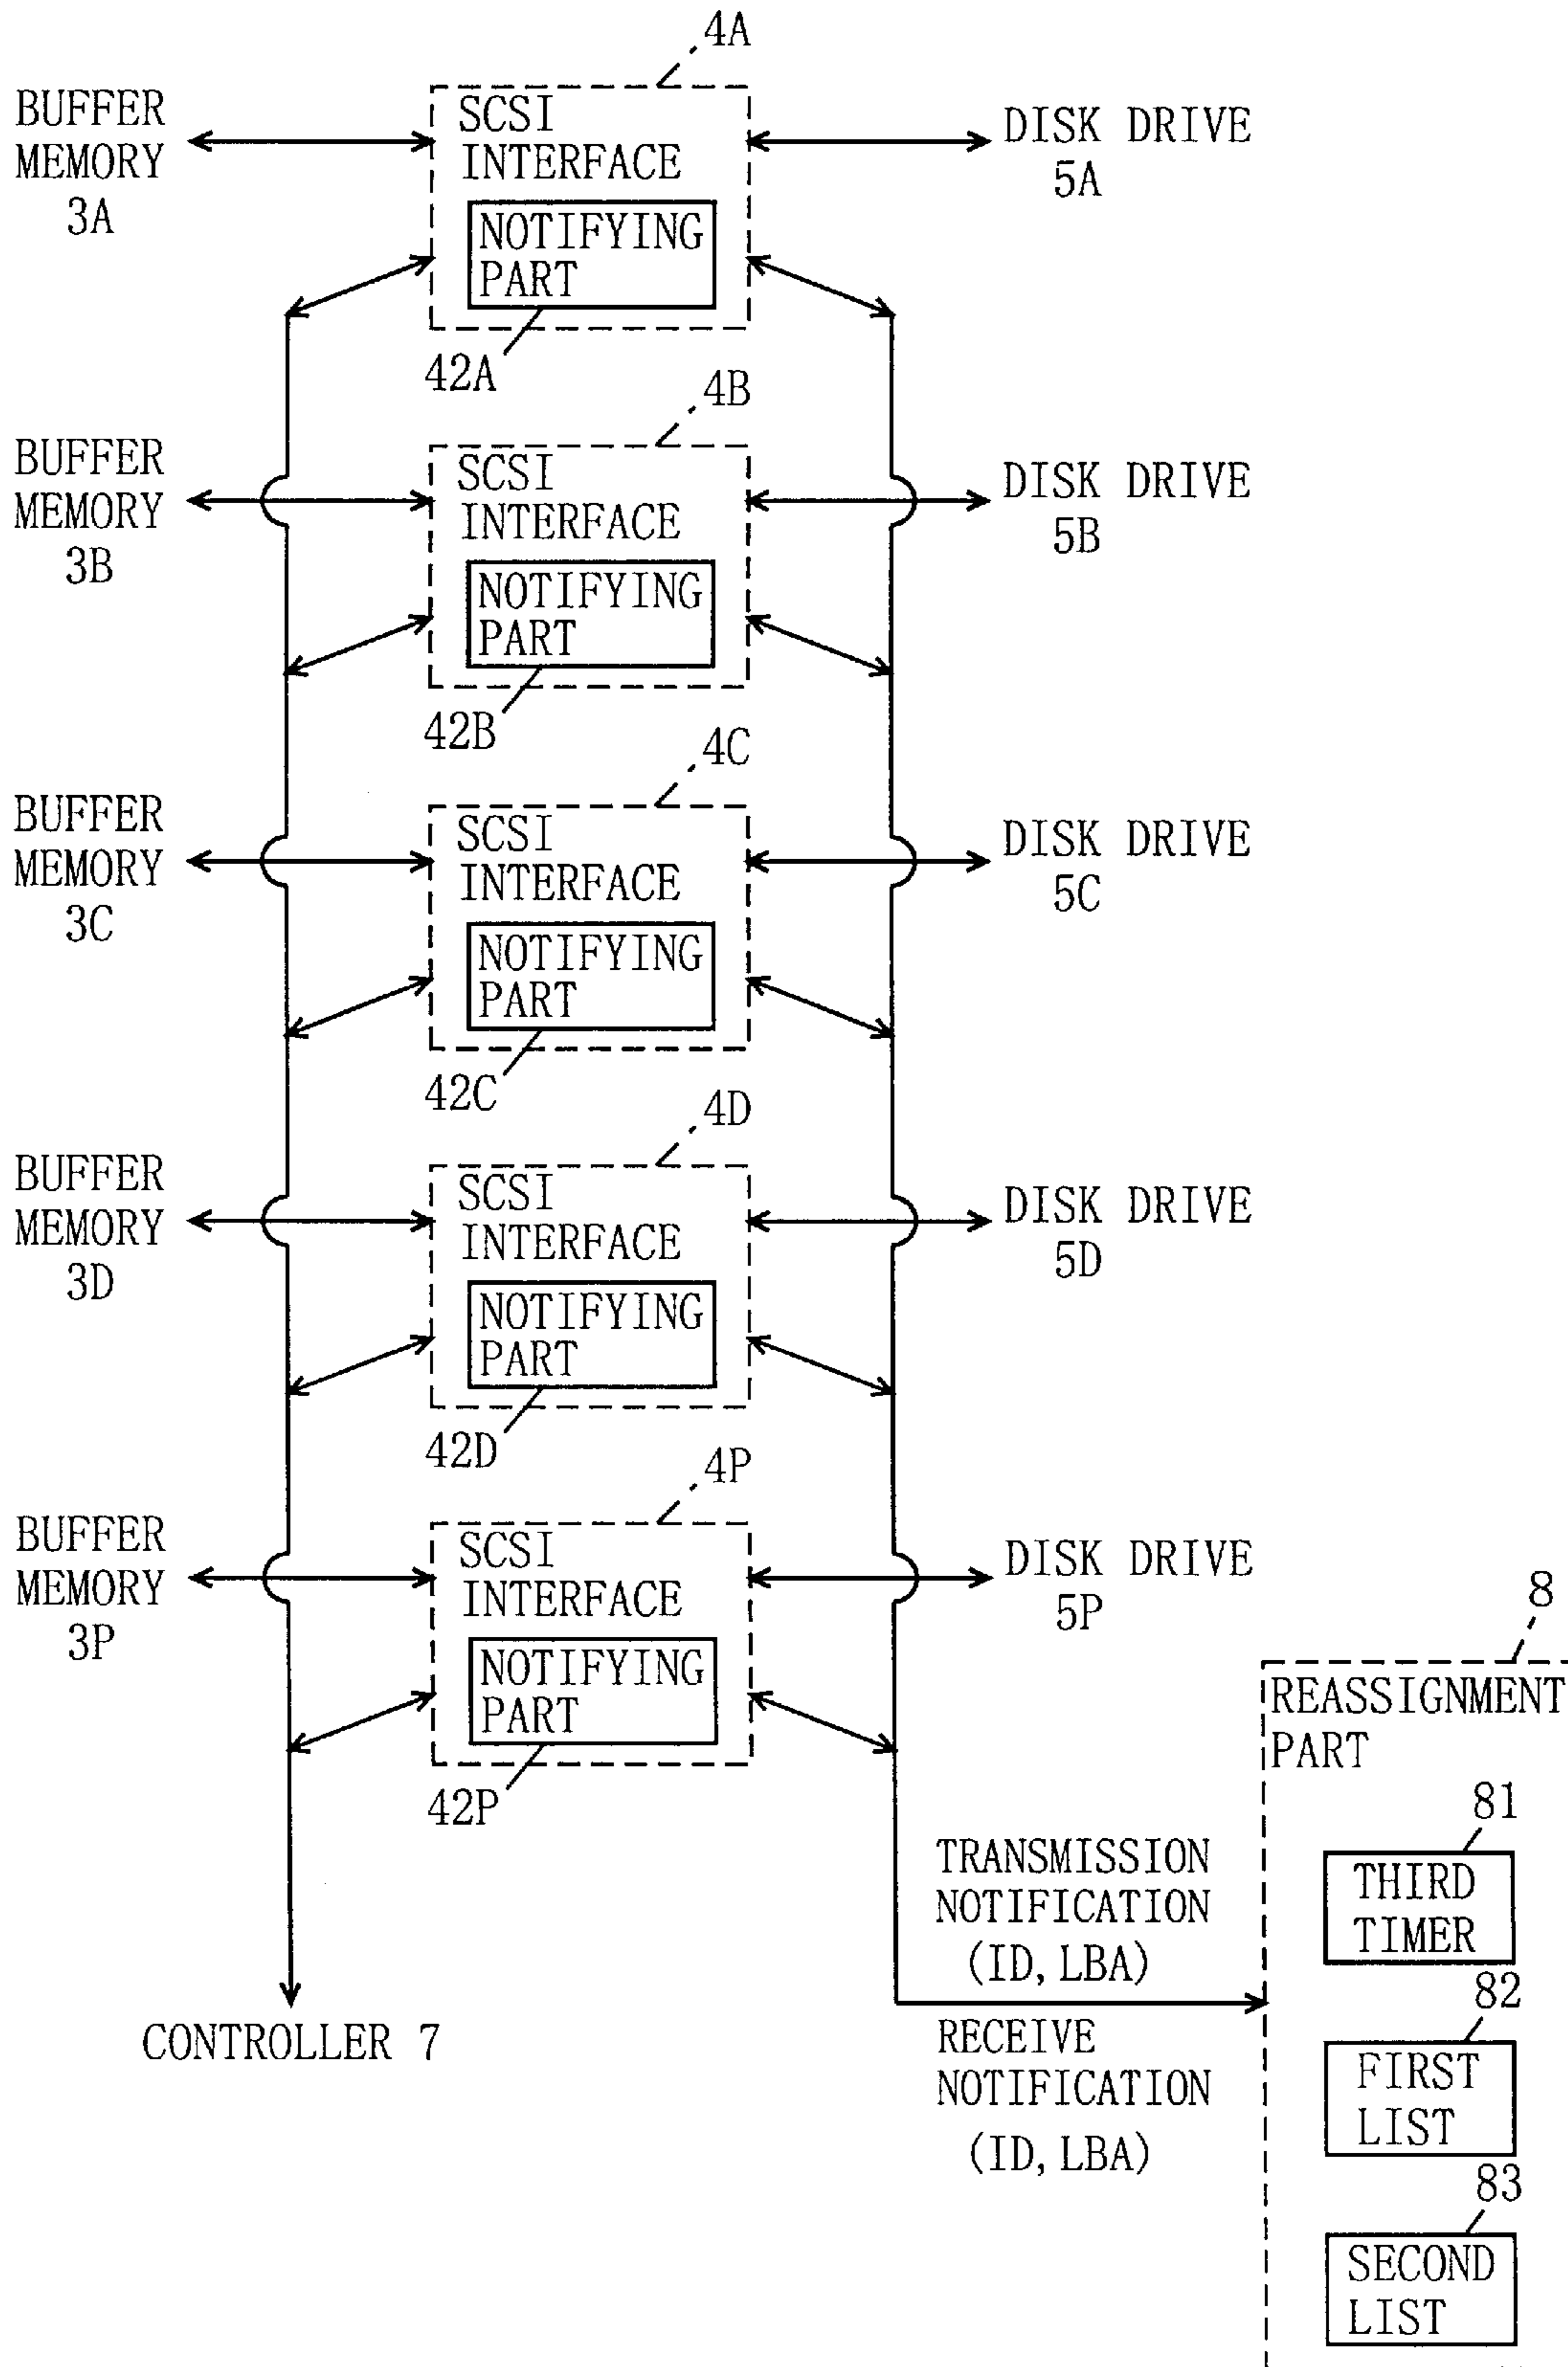 4A
BUFFER
MEMORY
3A
SCSI
INTERFACE
NOTIFYING
PART
DISK DRIVE
5A
42A
4B
BUFFER
MEMORY
3B
SCSI
INTERFACE
NOTIFYING
PART
DISK DRIVE
5B
42B
4C
BUFFER
MEMORY
3C
SCSI
INTERFACE
NOTIFYING
PART
DISK DRIVE
5C
42C
4D
BUFFER
MEMORY
3D
SCSI
INTERFACE
NOTIFYING
PART
DISK DRIVE
5D
42D
4P
BUFFER
MEMORY
3P
SCSI
INTERFACE
NOTIFYING
PART
DISK DRIVE
5P
42P
8
REASSIGNMENT
PART
81
THIRD
TIMER
82
FIRST
LIST
83
SECOND
LIST
TRANSMISSION
NOTIFICATION
(ID, LBA)
RECEIVE
NOTIFICATION
(ID, LBA)
CONTROLLER 7